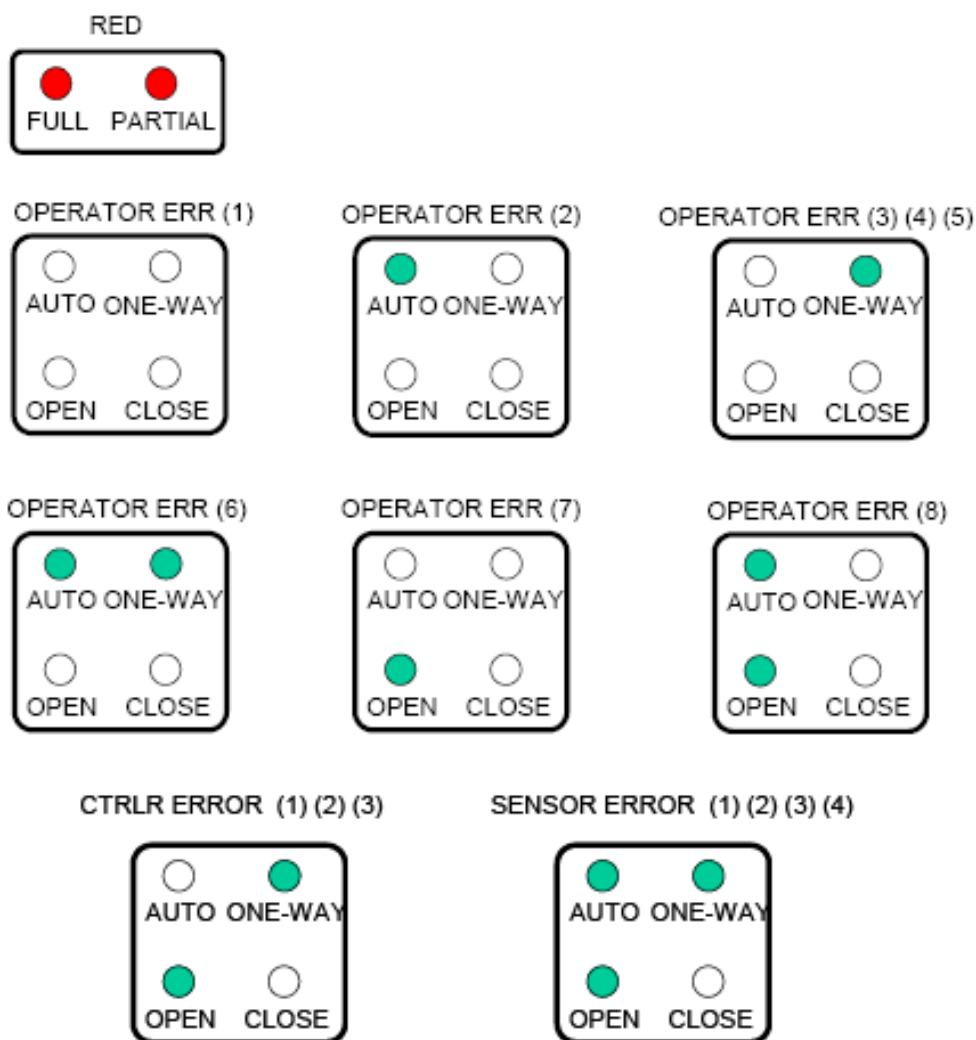 RED
FULL PARTIAL
OPERATOR ERR (1)
AUTO ONE-WAY
OPEN CLOSE
OPERATOR ERR (2)
AUTO ONE-WAY
OPEN CLOSE
OPERATOR ERR (3) (4) (5)
AUTO ONE-WAY
OPEN CLOSE
OPERATOR ERR (6)
AUTO ONE-WAY
OPEN CLOSE
OPERATOR ERR (7)
AUTO ONE-WAY
OPEN CLOSE
OPERATOR ERR (8)
AUTO ONE-WAY
OPEN CLOSE
CTRLR ERROR (1) (2) (3)
AUTO ONE-WAY
OPEN CLOSE
SENSOR ERROR (1) (2) (3) (4)
AUTO ONE-WAY
OPEN CLOSE